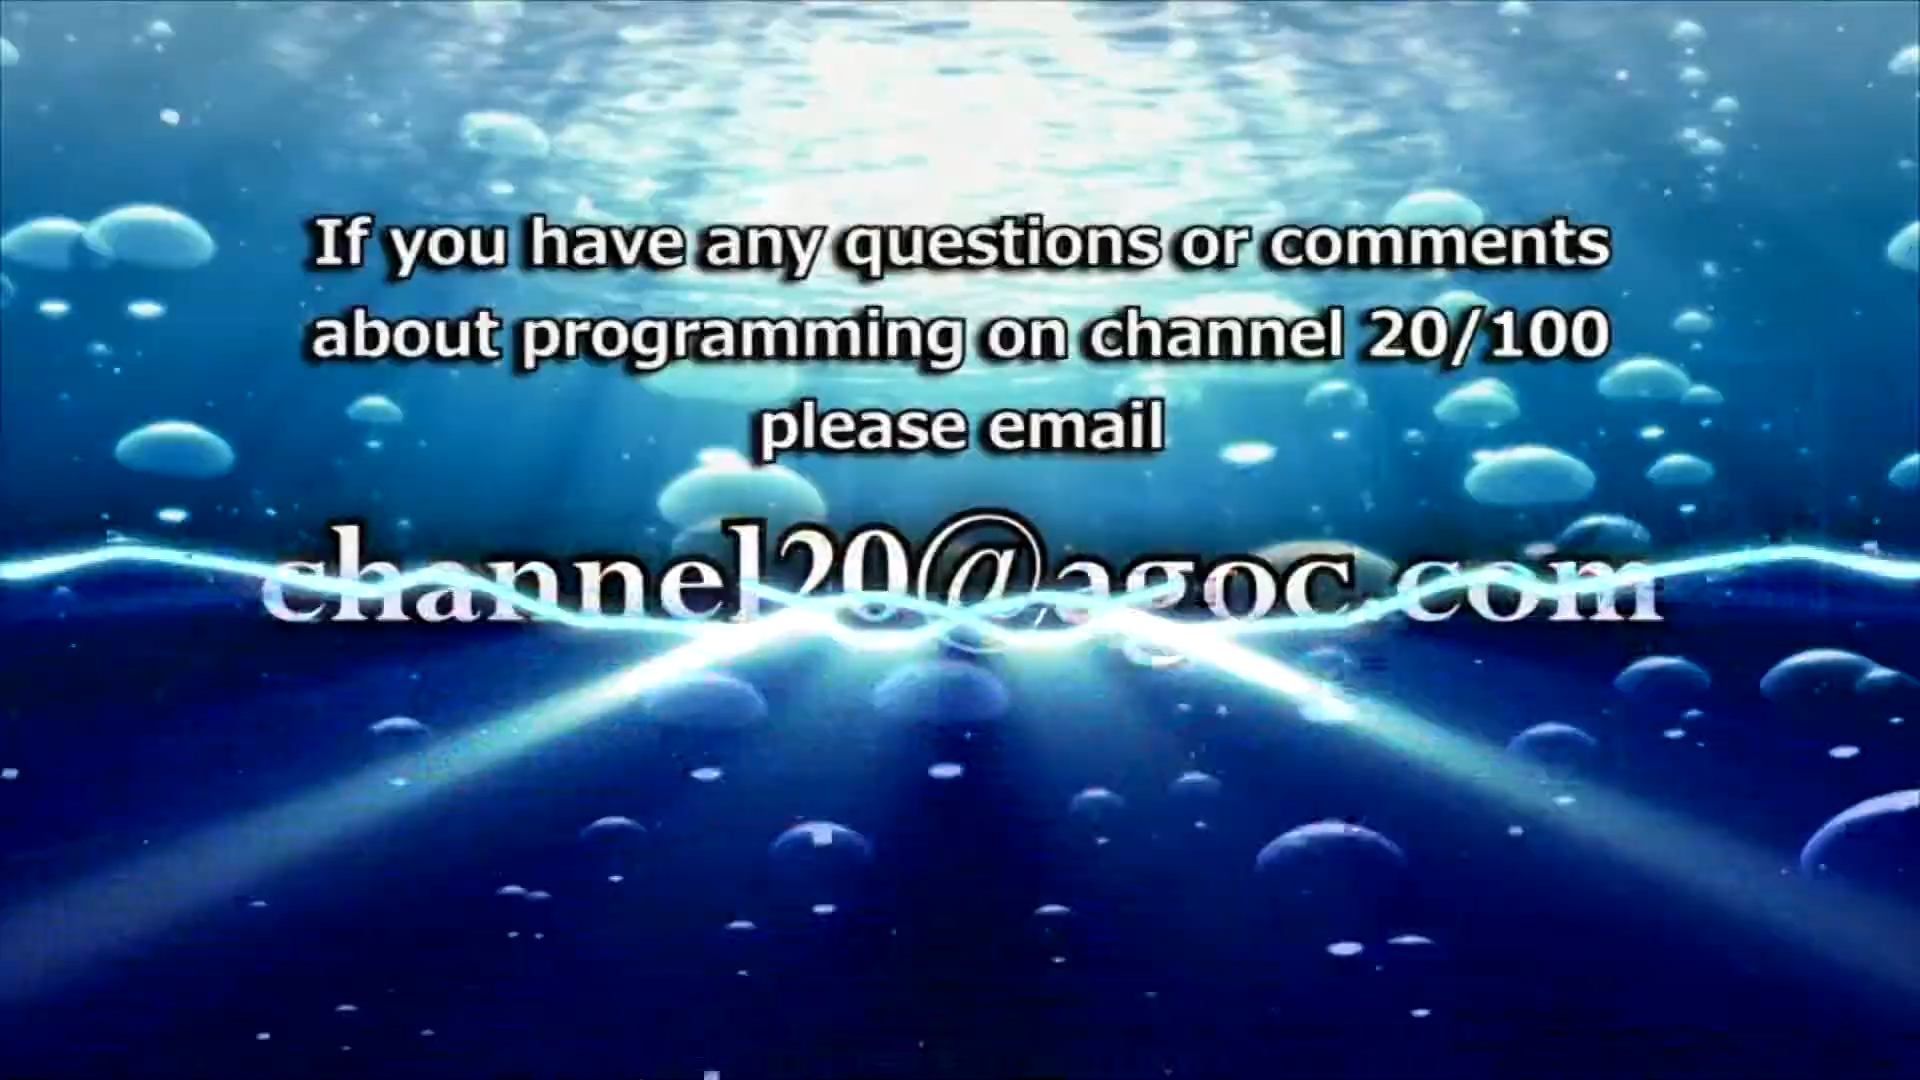 If you have any questions or comments
about programming on channel 20/100
please email
channel20@agoc.com